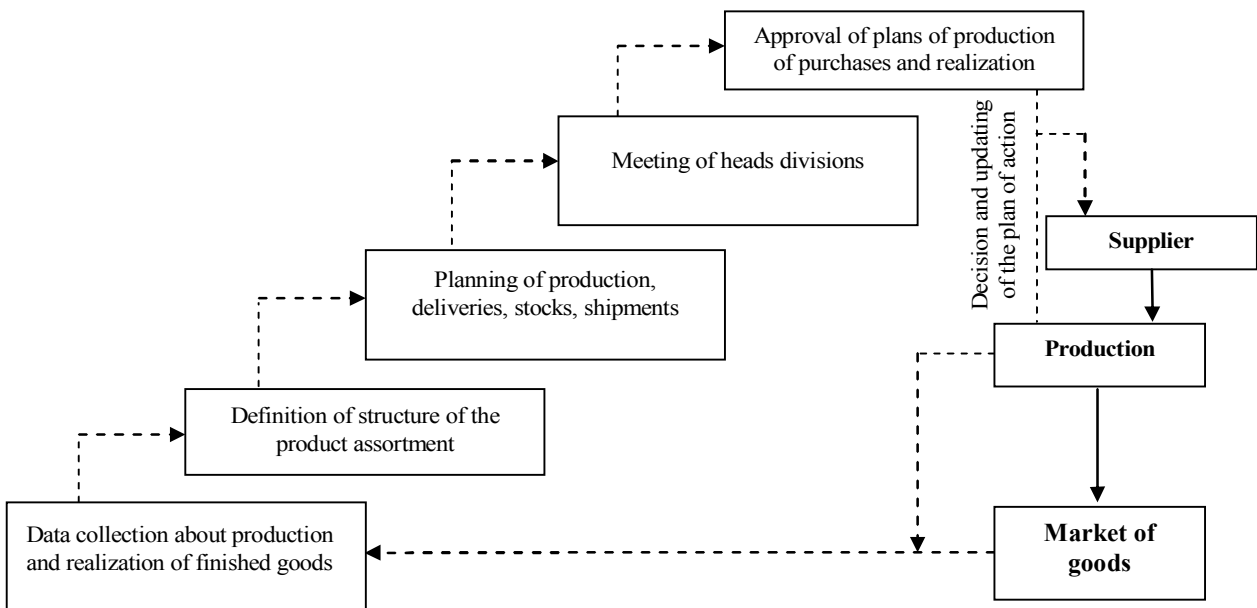 Approval of plans of production
of purchases and realization
Meeting of heads divisions
Decision and updating
of the plan of action
Supplier
Planning of production,
deliveries, stocks, shipments
Production
Definition of structure of the
product assortment
Data collection about production
and realization of finished goods
Market of
goods